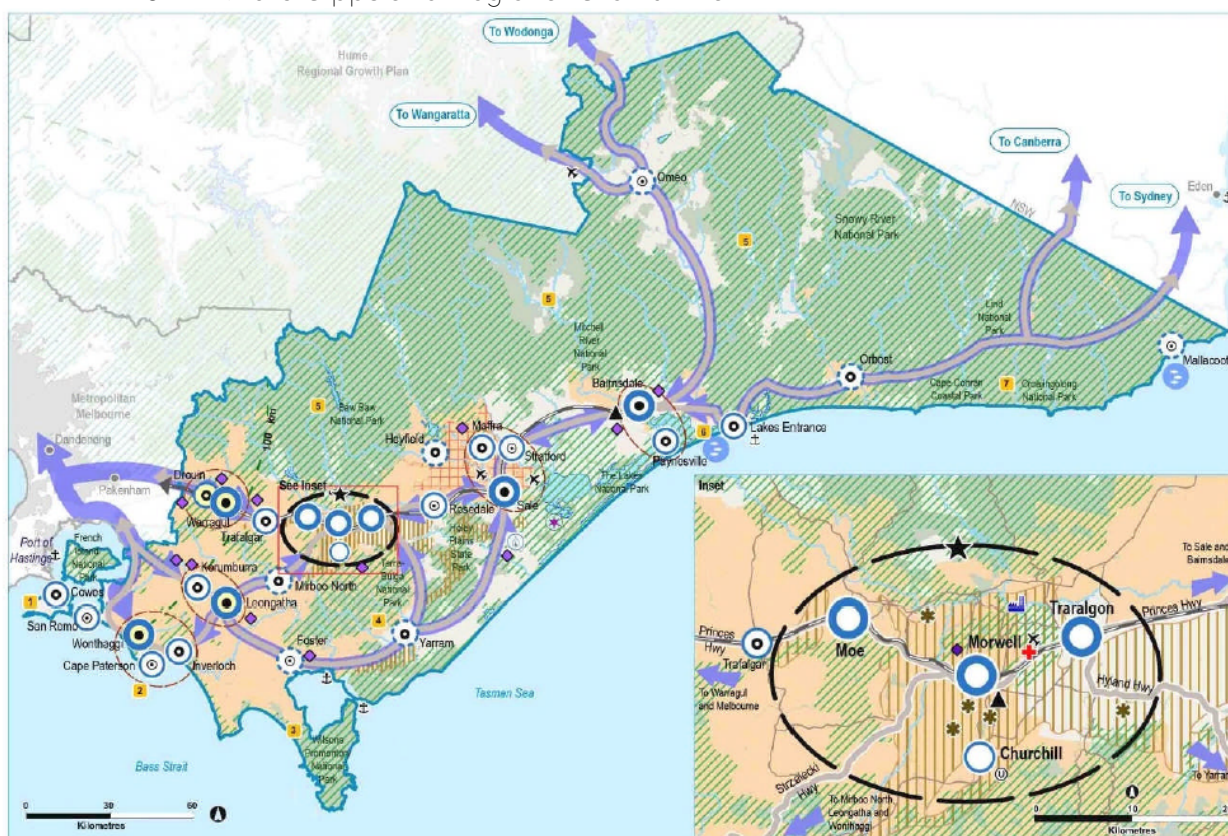 To Wodonga
Hume
Regional Growth Plan
To Wangaratta
To Canberra
To Sydney
Eden
NSW
Omeo
Snowy River
National Park
5
5
Mitchell
River
National
Park
Lind
National
Park
Orbost
Mallacoota
Bairnsdale
Cape Conran
Coastal Park
7
Croajingolong
National Park
Metropolitan
Melbourne
Dandenong
Pakenham
100 km
5
Baw Baw
National Park
Heyfield
Maffra
Stratford
6
Lakes Entrance
Paynesville
The Lakes
National Park
Drouin
See Inset
Warragul
Trafalgar
Rosedale
Sale
Holey
Plains
State
Park
Port of
Hastings
French
Island
National
Park
Korumburra
Mirboo North
Tarra-
Bulga
National
Park
1
Cowes
San Remo
Leongatha
4
Yarram
Wonthaggi
Foster
Cape Paterson
Inverloch
2
Tasman Sea
3
Wilsons
Promontory
National
Park
Bass Strait
0 30 60
Kilometres
Inset
To Sale and
Bairnsdale
Princes Hwy
Traralgon
Princes
Hwy
Moe
Morwell
Trafalgar
Hyland Hwy
To Warragul
and Melbourne
Churchill
U
Strzelecki
Hwy
To Yarram
To Mirboo North
Leongatha and
Wonthaggi
0 10
Kilometres